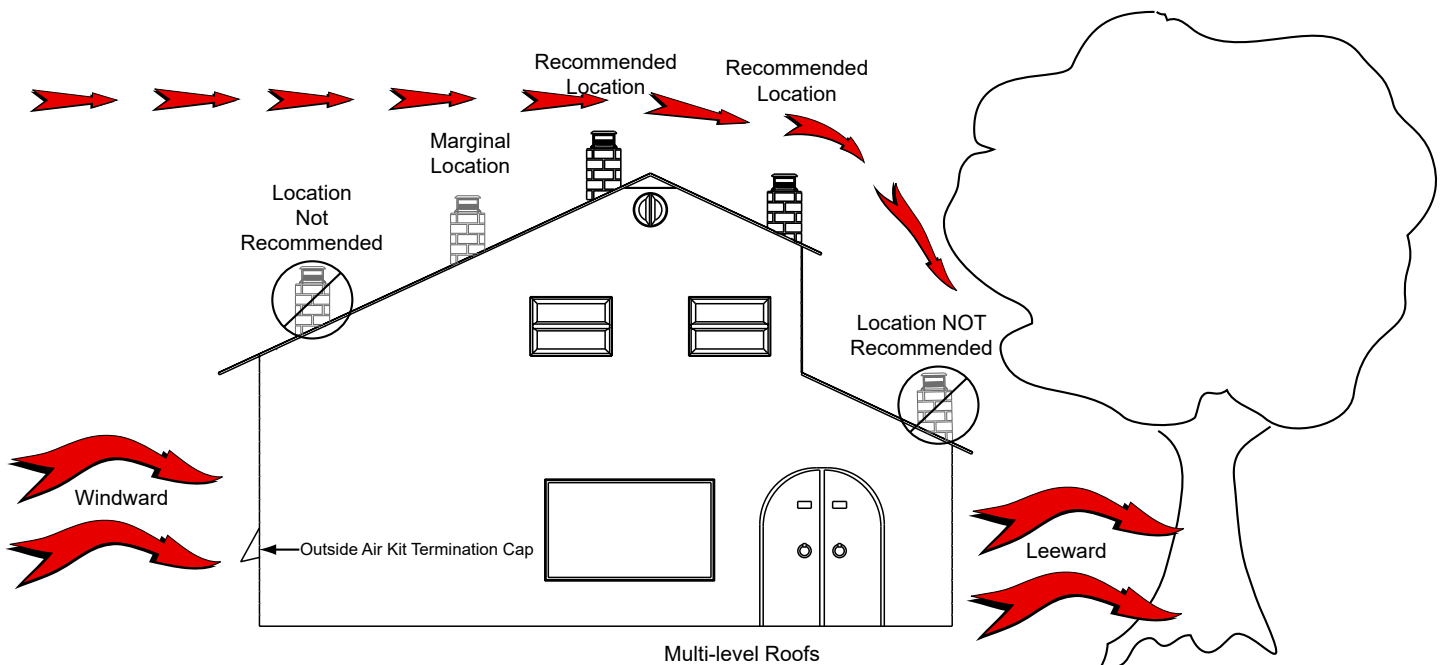 Recommended
Location
Recommended
Location
Marginal
Location
Location
Not
Recommended
Location NOT
Recommended
Windward
Outside Air Kit Termination Cap
Leeward
Multi-level Roofs